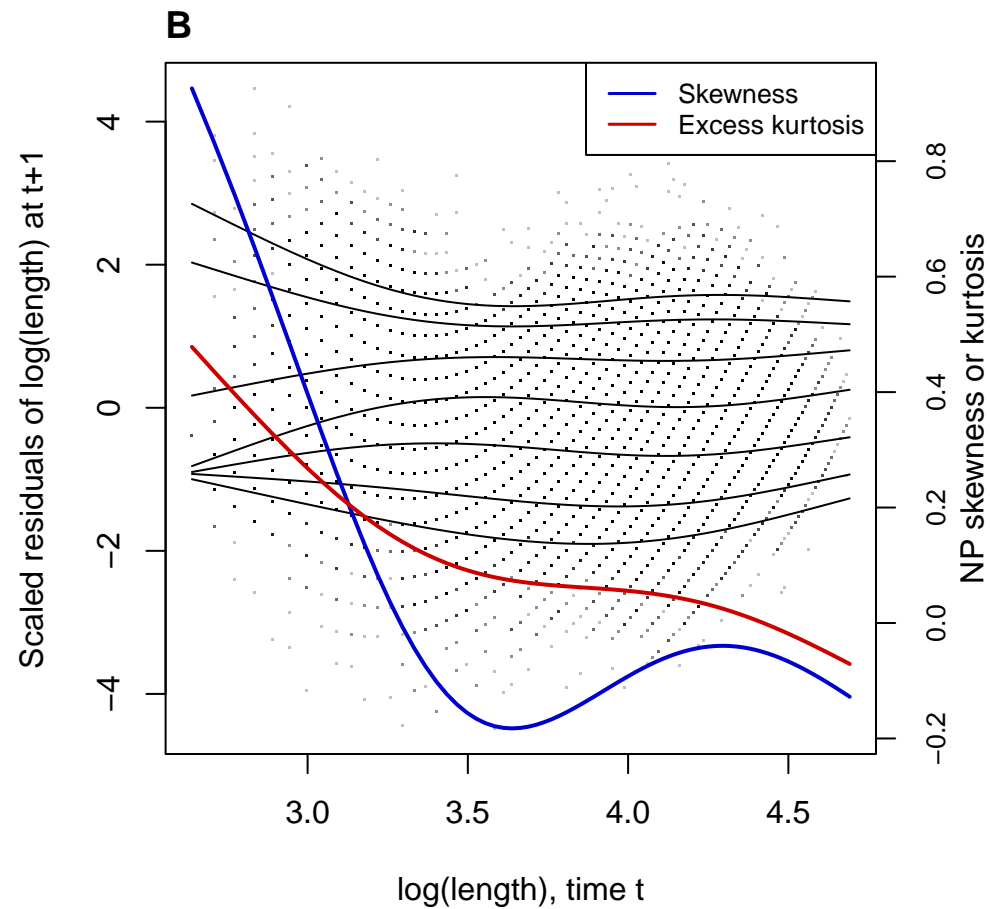 B
Skewness
Excess kurtosis
Scaled residuals of log(length) at t+1
4
2
0
−2
−4
0.8
0.6
0.4
0.2
0.0
−0.2
NP skewness or kurtosis
3.0 3.5 4.0 4.5
log(length), time t